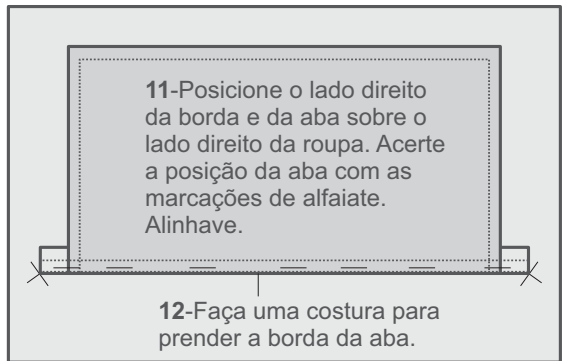 11-Posicione o lado direito
da borda e da aba sobre o
lado direito da roupa. Acerte
a posição da aba com as
marcações de alfaiate.
Alinhave.
12-Faça uma costura para
prender a borda da aba.